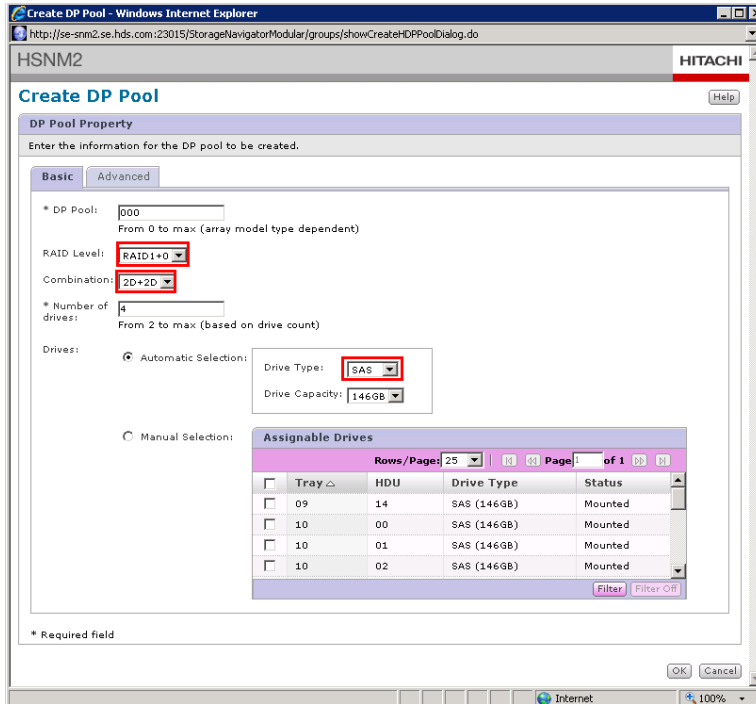 Create DP Pool - Windows Internet Explorer
http://se-snm2.se.hds.com:23015/StorageNavigatorModular/groups/showCreateHDPPoolDialog.do
HSNM2
HITACHI
Create DP Pool
Help
DP Pool Property
Enter the information for the DP pool to be created.
Basic Advanced
* DP Pool: 000
From 0 to max (array model type dependent)
RAID Level: RAID1+0
Combination: 2D+2D
* Number of drives: 4
From 2 to max (based on drive count)
Drives: Automatic Selection: Drive Type: SAS
Drive Capacity: 146GB
Manual Selection: Assignable Drives
Rows/Page: 25 | Page 1 of 1
Tray HDU Drive Type Status
09 14 SAS (146GB) Mounted
10 00 SAS (146GB) Mounted
10 01 SAS (146GB) Mounted
10 02 SAS (146GB) Mounted
Filter Filter Off
* Required field
OK Cancel
Internet 100%